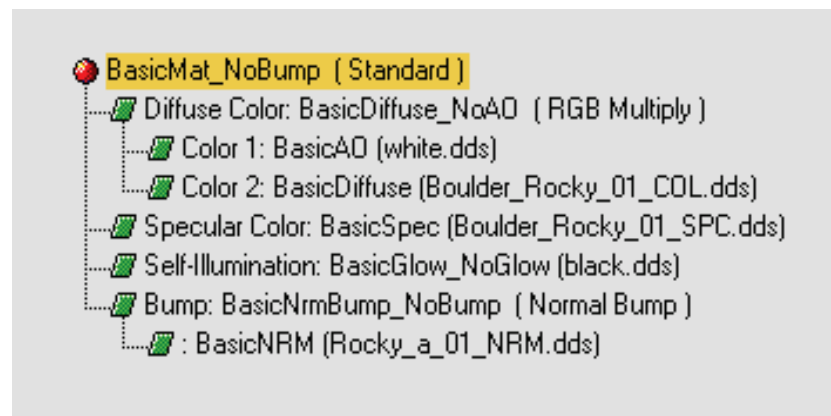 BasicMat_NoBump ( Standard )
Diffuse Color: BasicDiffuse_NoAO ( RGB Multiply )
Color 1: BasicAO (white.dds)
Color 2: BasicDiffuse (Boulder_Rocky_01_COL.dds)
Specular Color: BasicSpec (Boulder_Rocky_01_SPC.dds)
Self-Illumination: BasicGlow_NoGlow (black.dds)
Bump: BasicNrmBump_NoBump ( Normal Bump )
: BasicNRM (Rocky_a_01_NRM.dds)